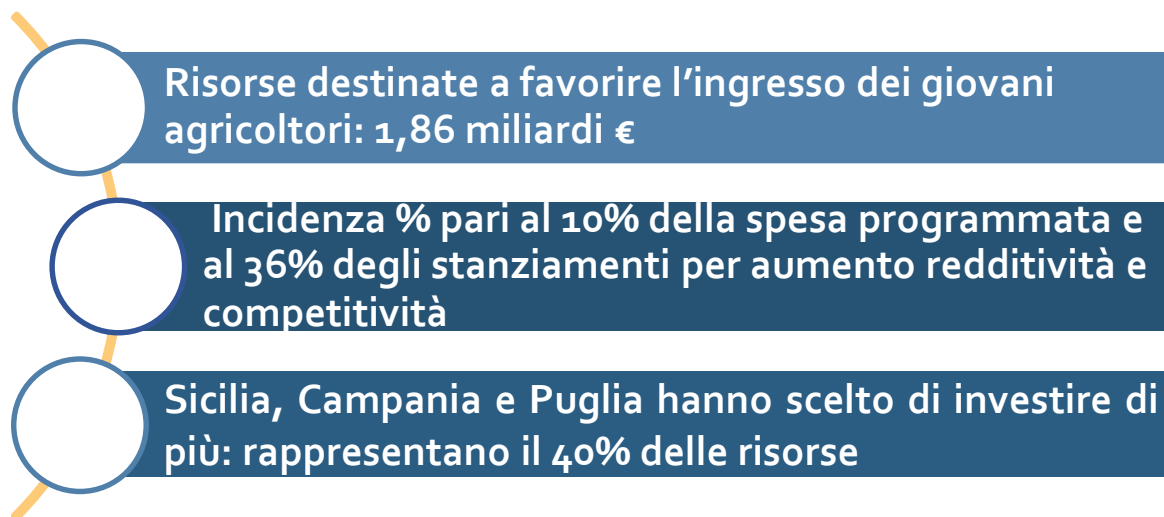 Risorse destinate a favorire l’ingresso dei giovani
agricoltori: 1,86 miliardi €
Incidenza % pari al 10% della spesa programmata e
al 36% degli stanziamenti per aumento redditività e
competitività
Sicilia, Campania e Puglia hanno scelto di investire di
più: rappresentano il 40% delle risorse